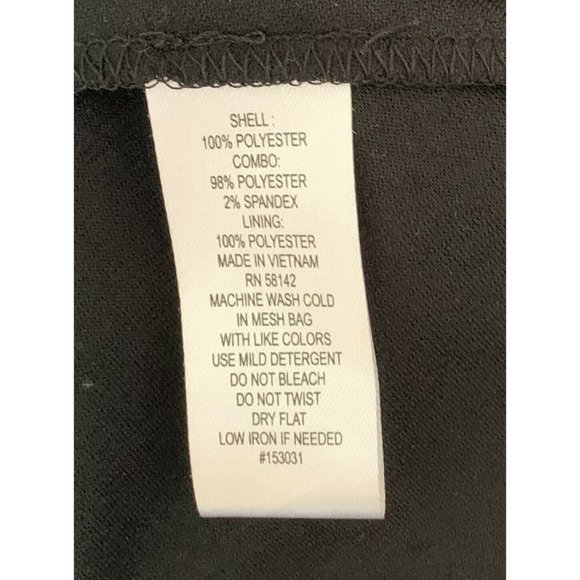 SHELL :
100% POLYESTER
COMBO:
98% POLYESTER
2% SPANDEX
LINING:
100% POLYESTER
MADE IN VIETNAM
RN 58142
MACHINE WASH COLD
IN MESH BAG
WITH LIKE COLORS
USE MILD DETERGENT
DO NOT BLEACH
DO NOT TWIST
DRY FLAT
LOW IRON IF NEEDED
#153031